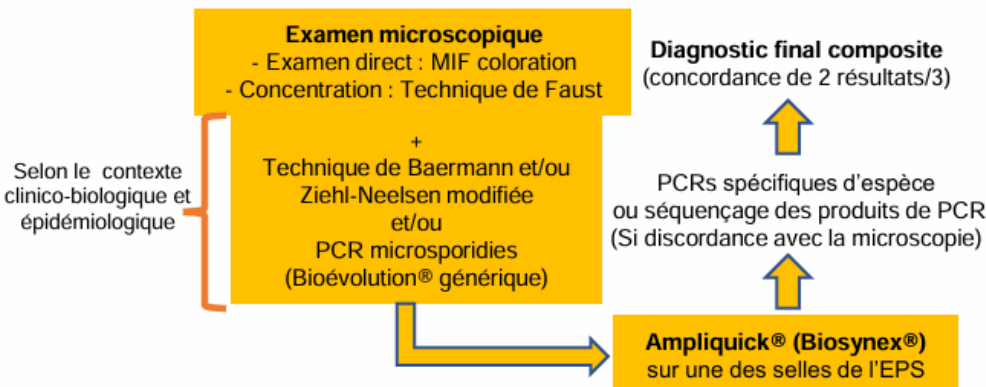 Examen microscopique
- Examen direct : MIF coloration
- Concentration : Technique de Faust
Selon le contexte
clinico-biologique et
épidémiologique
+
Technique de Baermann et/ou
Ziehl-Neelsen modifiée
et/ou
PCR microsporidies
(Bioévolution® générique)
Ampliquick® (Biosynex®)
sur une des selles de l'EPS
PCRs spécifiques d'espèce
ou séquençage des produits de PCR
(Si discordance avec la microscopie)
Diagnostic final composite
(concordance de 2 résultats/3)